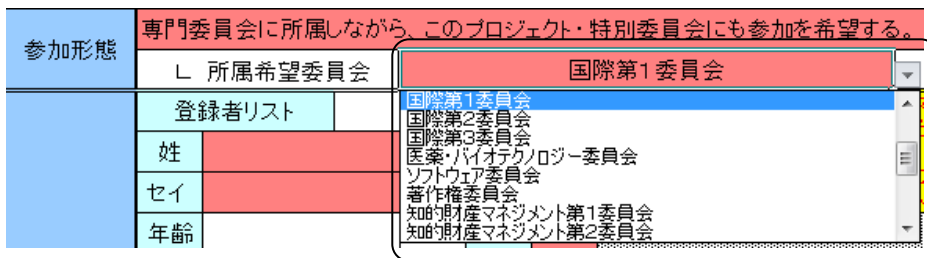 参加形態
専門委員会に所属しながら、このプロジェクト・特別委員会にも参加を希望する。
∟ 所属希望委員会
国際第1委員会
登録者リスト
国際第1委員会
国際第2委員会
国際第3委員会
医薬・バイオテクノロジー委員会
ソフトウェア委員会
著作権委員会
知的財産マネジメント第1委員会
知的財産マネジメント第2委員会
姓
セイ
年齢